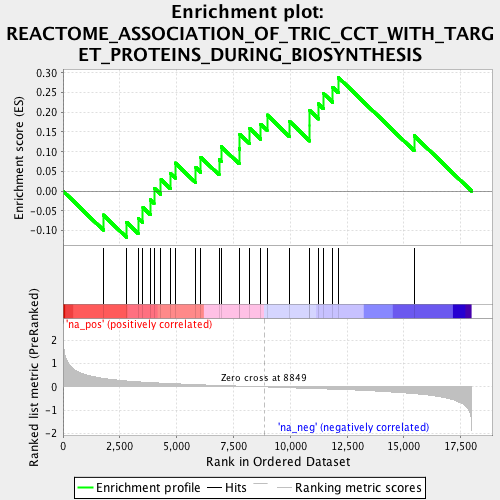 Enrichment plot:
REACTOME_ASSOCIATION_OF_TRIC_CCT_WITH_TARG
ET_PROTEINS_DURING_BIOSYNTHESIS
Enrichment score (ES)
0.30
0.25
0.20
0.15
0.10
0.05
0.00
-0.05
-0.10
'na_pos' (positively correlated)
Ranked list metric (PreRanked)
2
1
0
-1
-2
Zero cross at 8849
'na_neg' (negatively correlated)
0
2,500
5,000
7,500
10,000
12,500
15,000
17,500
Rank in Ordered Dataset
Enrichment profile
Hits
Ranking metric scores